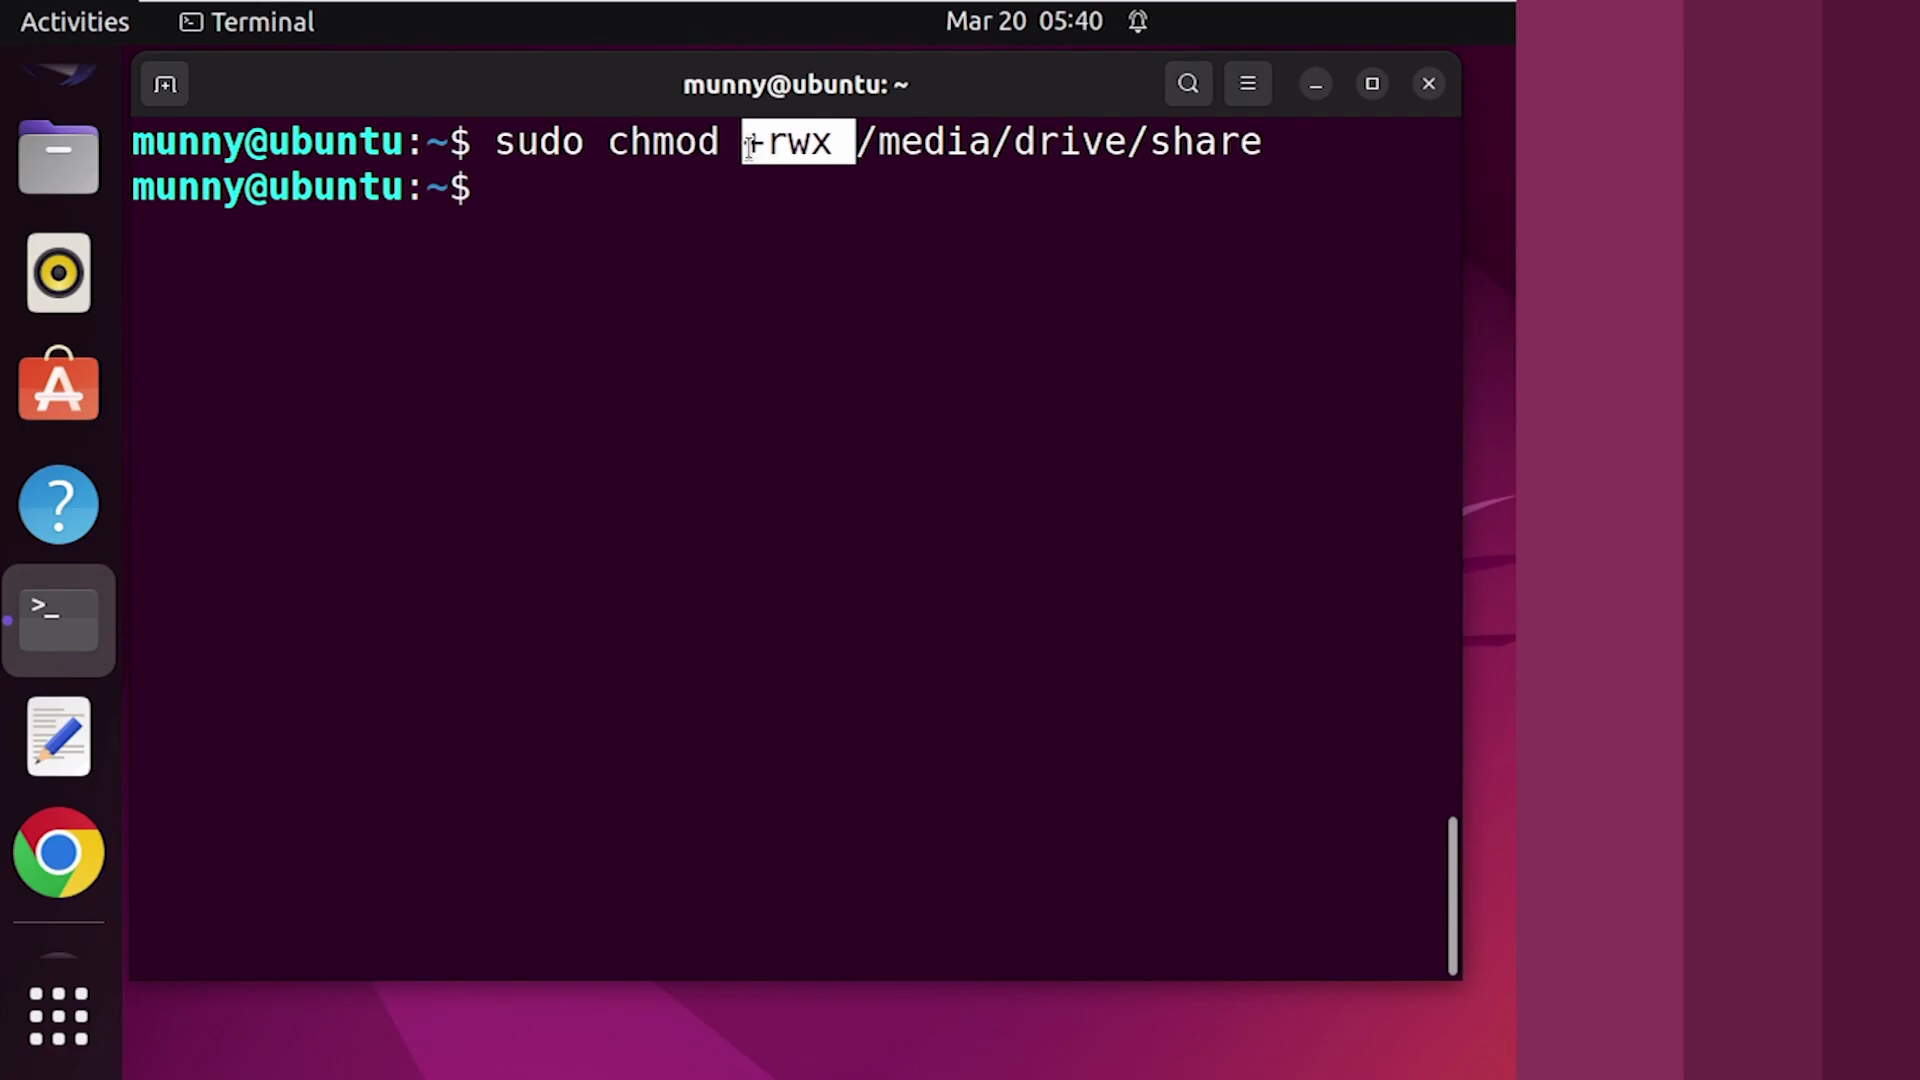 Activities Terminal Mar 20 05:40
munny@ubuntu: ~
munny@ubuntu:~$ sudo chmod +rwx /media/drive/share
munny@ubuntu:~$